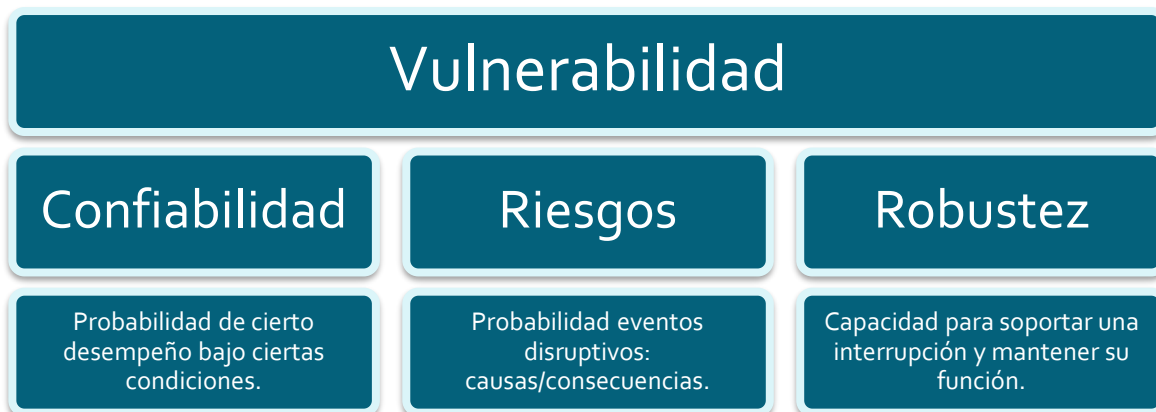 Vulnerabilidad
Confiabilidad
Riesgos
Robustez
Probabilidad de cierto
desempeño bajo ciertas
condiciones.
Probabilidad eventos
disruptivos:
causas/consecuencias.
Capacidad para soportar una
interrupción y mantener su
función.